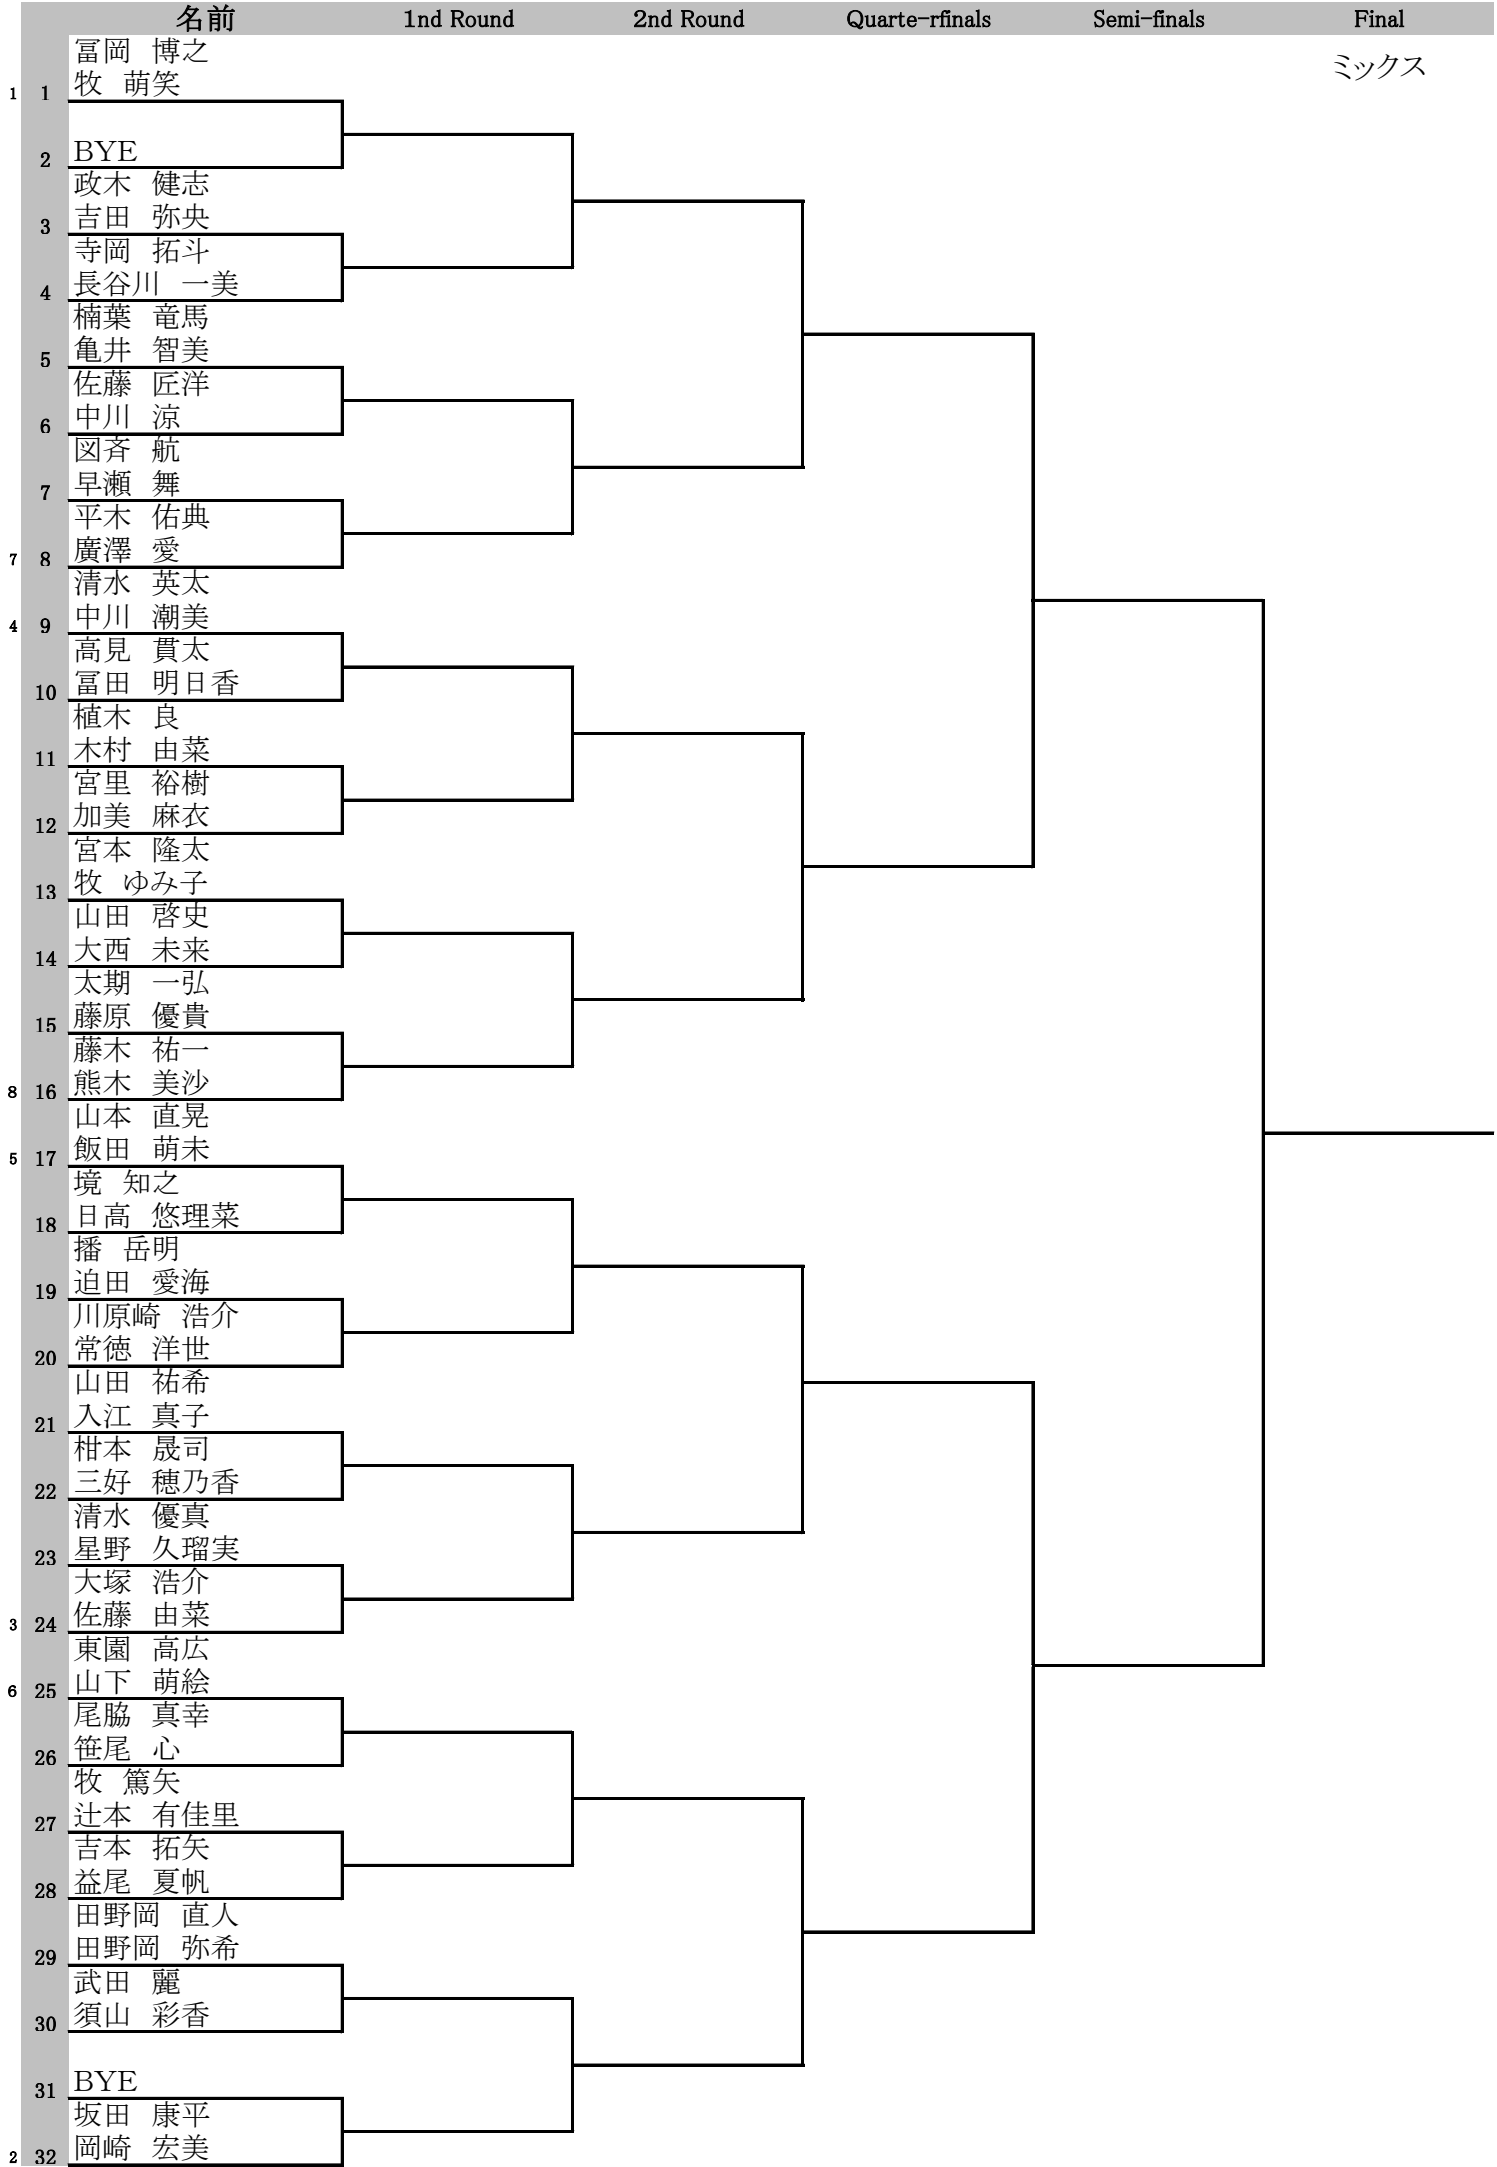 名前 1nd Round 2nd Round Quarte-rfinals Semi-finals Final
冨岡 博之
ミックス
1 1 牧 萌笑
2 BYE
政木 健志
3 吉田 弥央
寺岡 拓斗
4 長谷川 一美
楠葉 竜馬
5 亀井 智美
佐藤 匠洋
6 中川 涼
図斉 航
7 早瀬 舞
平木 佑典
7 8 廣澤 愛
清水 英太
4 9 中川 潮美
高見 貫太
10 冨田 明日香
植木 良
11 木村 由菜
宮里 裕樹
12 加美 麻衣
宮本 隆太
13 牧 ゆみ子
山田 啓史
14 大西 未来
太期 一弘
15 藤原 優貴
藤木 祐一
8 16 熊木 美沙
山本 直晃
5 17 飯田 萌未
境 知之
18 日高 悠理菜
播 岳明
19 迫田 愛海
川原崎 浩介
20 常徳 洋世
山田 祐希
21 入江 真子
柑本 晟司
22 三好 穂乃香
清水 優真
23 星野 久瑠実
大塚 浩介
3 24 佐藤 由菜
東園 高広
6 25 山下 萌絵
尾脇 真幸
26 笹尾 心
牧 篤矢
27 辻本 有佳里
吉本 拓矢
28 益尾 夏帆
田野岡 直人
29 田野岡 弥希
武田 麗
30 須山 彩香
31 BYE
坂田 康平
2 32 岡崎 宏美